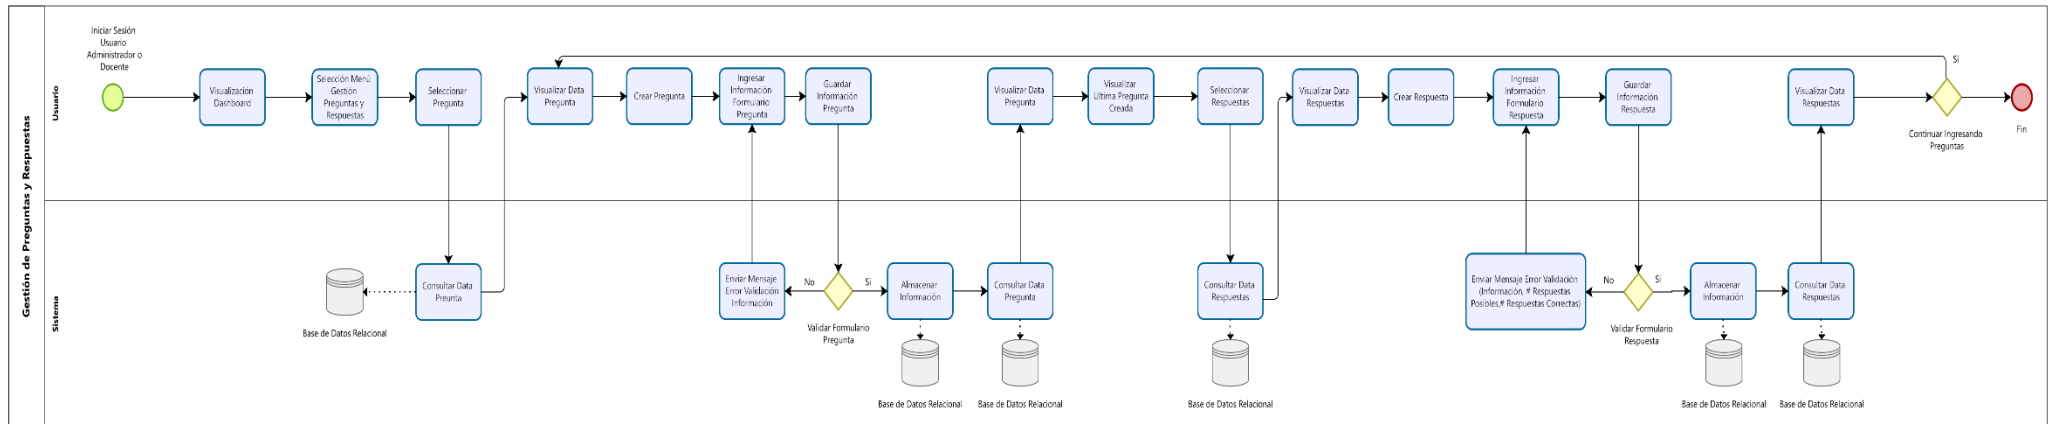 Gestión de Preguntas y Respuestas
Usuario
Iniciar Sesión
Usuario
Administrador o
Docente
Visualización
Dashboard
Selección Menú
Gestión
Preguntas y
Respuestas
Seleccionar
Pregunta
Visualizar Data
Pregunta
Crear Pregunta
Ingresar
Información
Formulario
Pregunta
Guardar
Información
Pregunta
Visualizar Data
Pregunta
Visualizar
Ultima Pregunta
Creada
Seleccionar
Respuestas
Visualizar Data
Respuestas
Crear Respuesta
Ingresar
Información
Formulario
Respuesta
Guardar
Información
Respuesta
Visualizar Data
Respuestas
Si
Continuar Ingresando
Preguntas
Fin
Sistema
Base de Datos Relacional
Consultar Data
Preunta
Enviar Mensaje
Error Validación
Información
No
Si
Validar Formulario
Pregunta
Almacenar
Información
Base de Datos Relacional
Consultar Data
Pregunta
Base de Datos Relacional
Consultar Data
Respuestas
Base de Datos Relacional
Enviar Mensaje Error Validación
(Información, # Respuestas
Posibles,# Respuestas Correctas)
No
Si
Validar Formulario
Respuesta
Almacenar
Información
Base de Datos Relacional
Consultar Data
Respuestas
Base de Datos Relacional